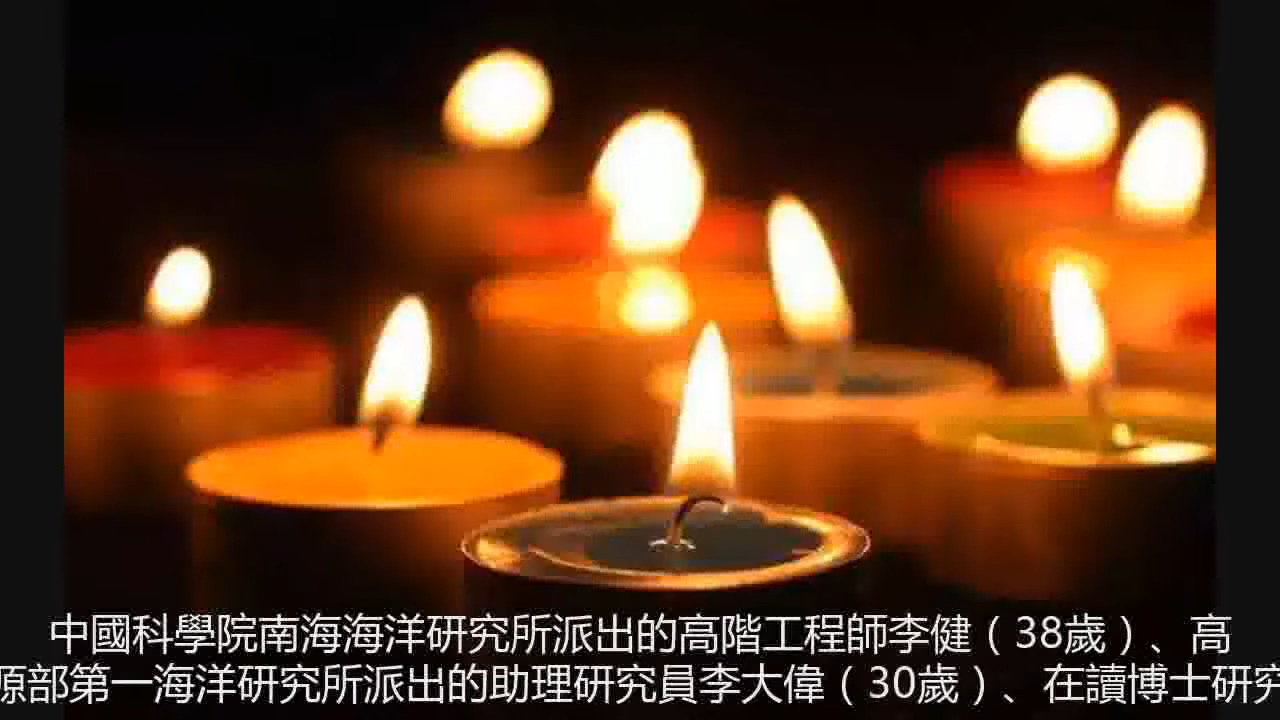 中國科學院南海海洋研究所派出的高階工程師李健（38歲）、高
源部第一海洋研究所派出的助理研究員李大偉（30歲）、在讀博士研究